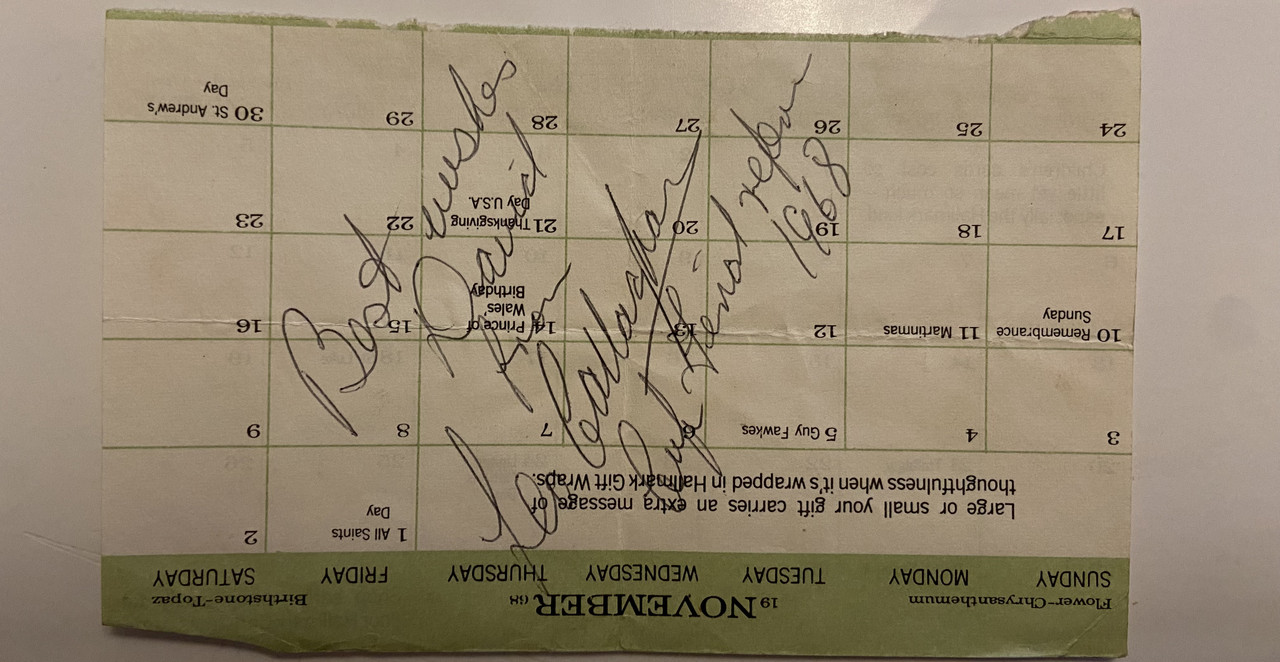 Flower-Chrysanthemum 19 NOVEMBER 68 Birthstone-Topaz
SUNDAY MONDAY TUESDAY WEDNESDAY THURSDAY FRIDAY SATURDAY
1 All Saints 2
Day
Large or small your gift carries an extra message of
thoughtfulness when it's wrapped in Hallmark Gift Wraps.
3 4 5 Guy Fawkes 6 7 8 9
10 Remembrance 11 Martinmas 12 13 14 Prince of 15 16
Sunday
Wales'
Birthday
17 18 19 20 21 Thanksgiving 22 23
Day U.S.A.
24 25 26 27 28 29 30 St. Andrew's
Day
Best wishes
David
from
Leo Callaghan
Cup Final referee
1968